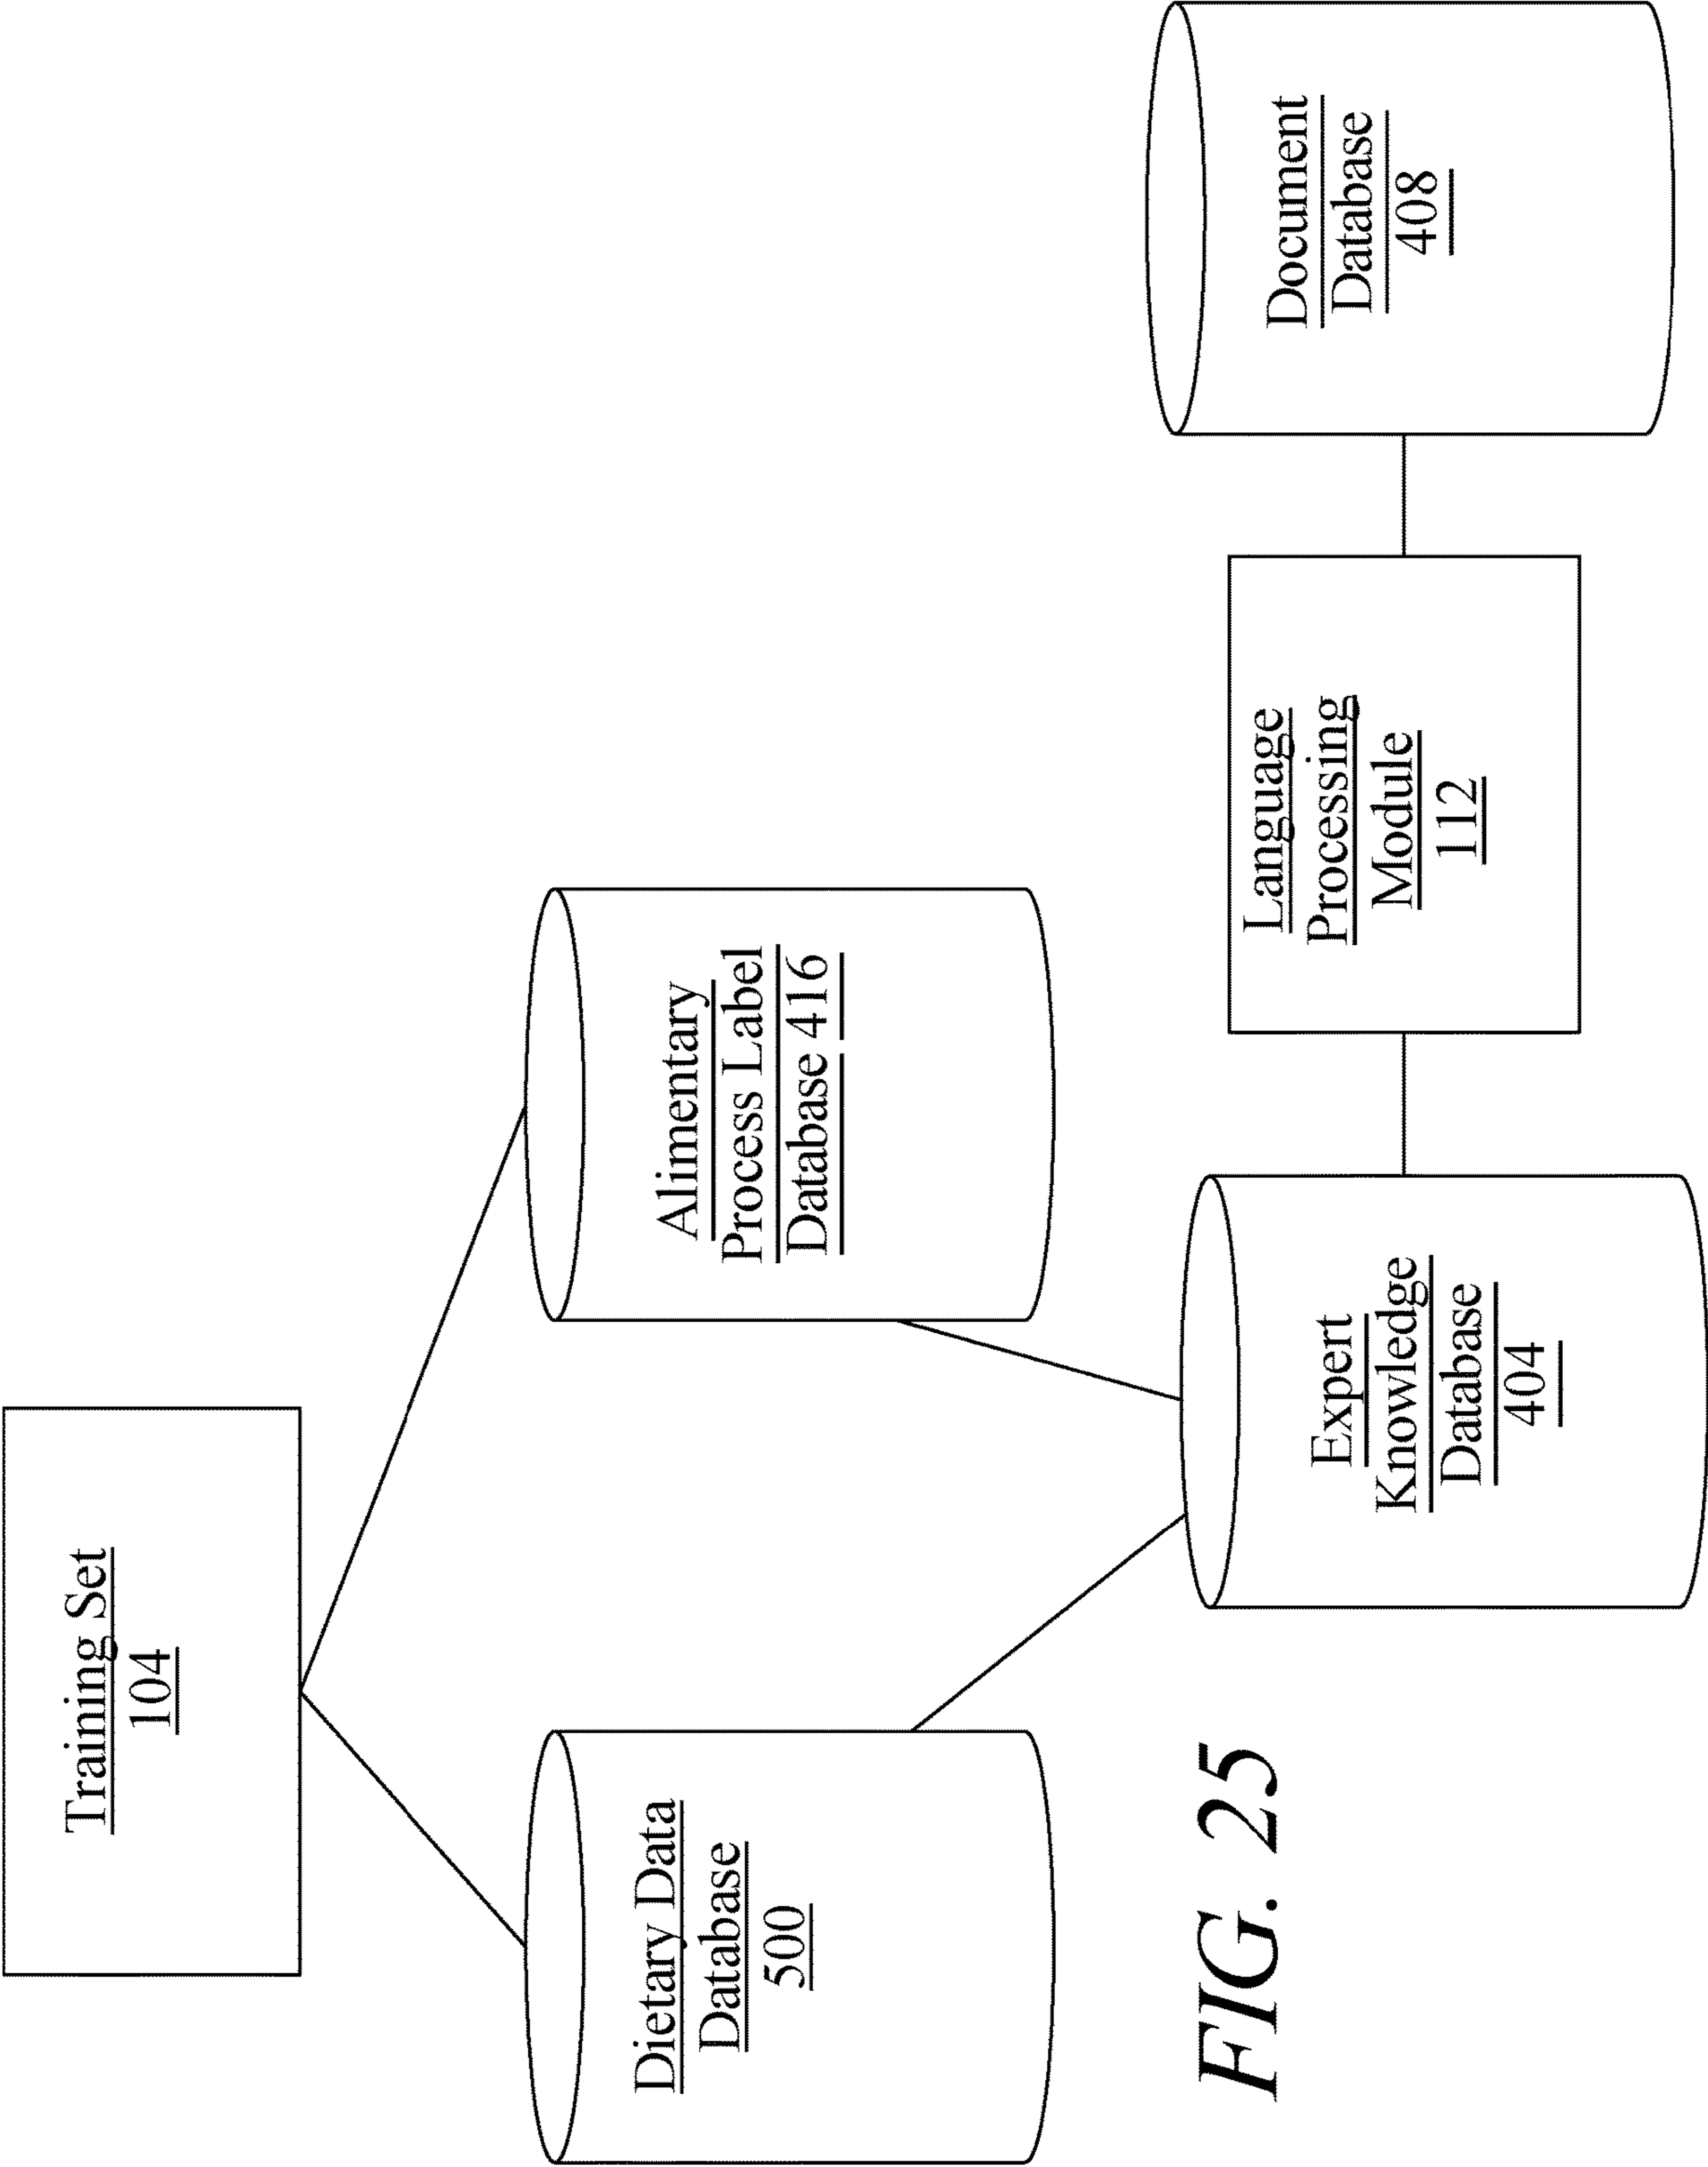 Training Set
104
Dietary Data
Database
500
Alimentary
Process Label
Database 416
Expert
Knowledge
Database
404
Language
Processing
Module
112
Document
Database
408
FIG. 25